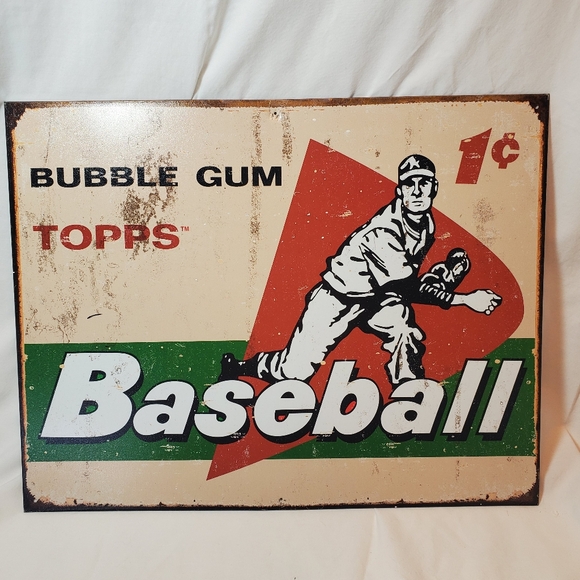 BUBBLE GUM
1¢
TOPPS™
A
Baseball